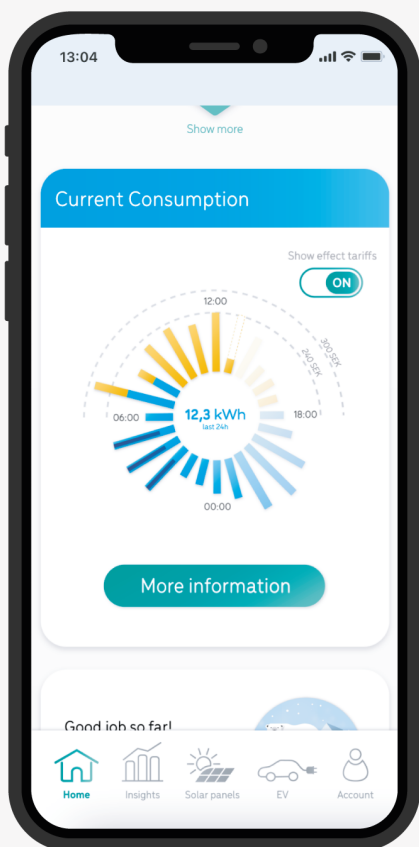 13:04
Show more
Current Consumption
Show effect tariffs
ON
12:00
300 SEK
240 SEK
06:00
12,3 kWh
last 24h
18:00
00:00
More information
Good job so far!
Home
Insights
Solar panels
EV
Account